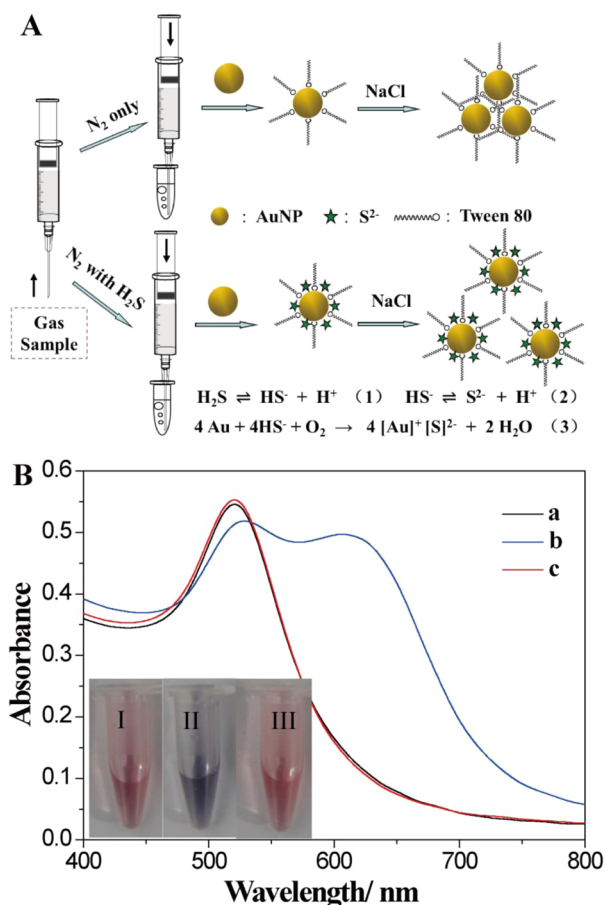 A
N₂ only
NaCl
: AuNP
: S²⁻
: Tween 80
N₂ with H₂S
NaCl
Gas
Sample
H₂S ⇌ HS⁻ + H⁺ (1) HS⁻ ⇌ S²⁻ + H⁺ (2)
4 Au + 4HS⁻ + O₂ → 4 [Au]⁺ [S]²⁻ + 2 H₂O (3)
B
0.6
0.5
0.4
0.3
0.2
0.1
0.0
Absorbance
a
b
c
I
II
III
400
500
600
700
800
Wavelength/ nm